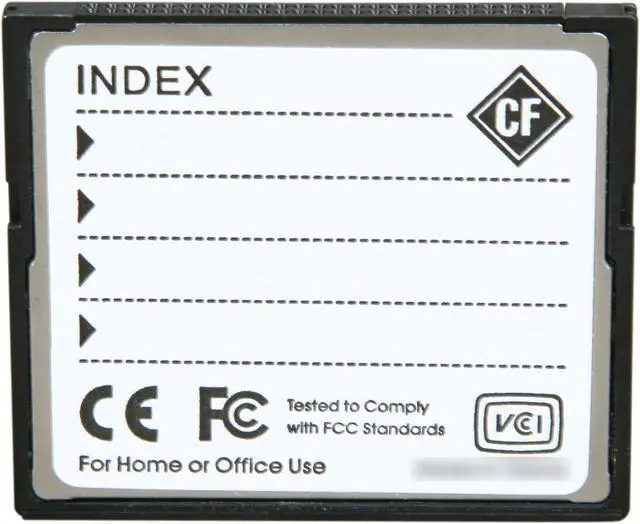 INDEX
CF
CE FC Tested to Comply
with FCC Standards
VCI
For Home or Office Use